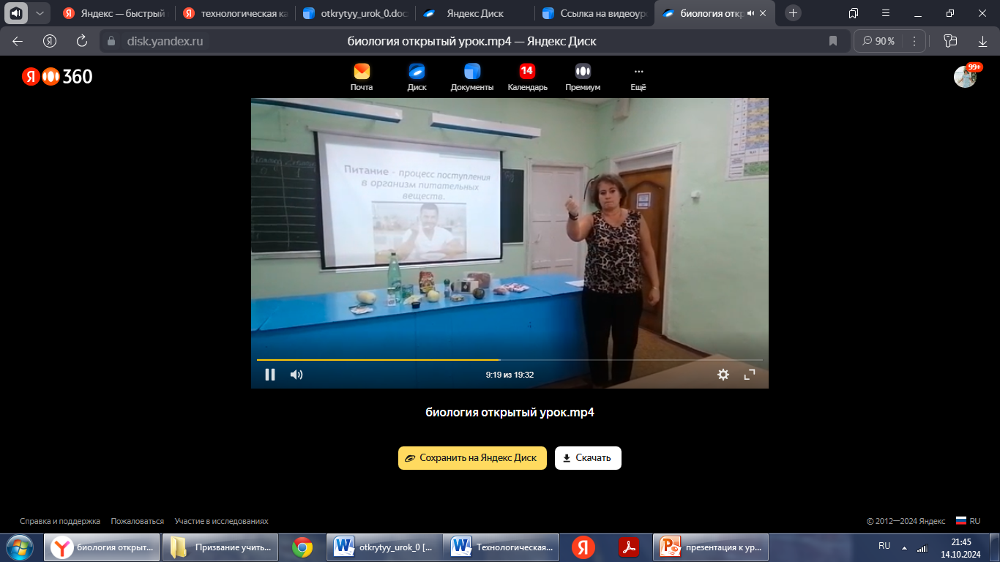 Яндекс — быстрый
технологическая ка
otkrytyy_urok_0.doc
Яндекс Диск
Ссылка на видеоуро
биология откр
disk.yandex.ru
биология открытый урок.mp4 — Яндекс Диск
90 %
Я 360
14
99+
Почта
Диск
Документы
Календарь
Премиум
Ещё
Питание - процесс поступления
в организм питательных
веществ.
9:19 из 19:32
биология открытый урок.mp4
Сохранить на Яндекс Диск
Скачать
Справка и поддержка
Пожаловаться
Участие в исследованиях
© 2012—2024 Яндекс
RU
биология открыт...
Призвание учить...
otkrytyy_urok_0 [...
Технологическая...
презентация к ур...
RU
21:45
14.10.2024